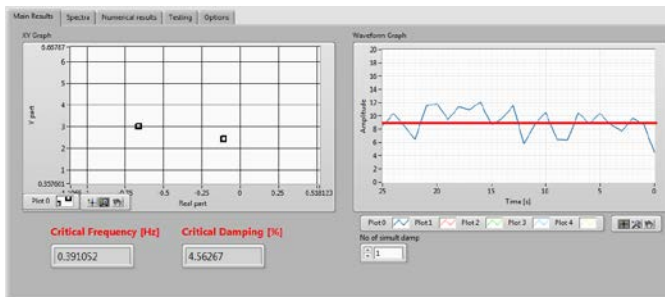 Main Results Spectra Numerical results Testing Options
XY Graph
0.66787
6
5
4
3
2
1
0.357601
Y part
-1 -0.75 -0.5 -0.25 0 0.25 0.538123
Real part
Plot 0
Critical Frequency [Hz] Critical Damping [%]
0.391052 4.56267
Waveform Graph
20
18
16
14
12
10
8
6
4
2
0
Amplitude
25 20 15 10 5 0
Time [s]
Plot 0 Plot 1 Plot 2 Plot 3 Plot 4
No of simult damp
1